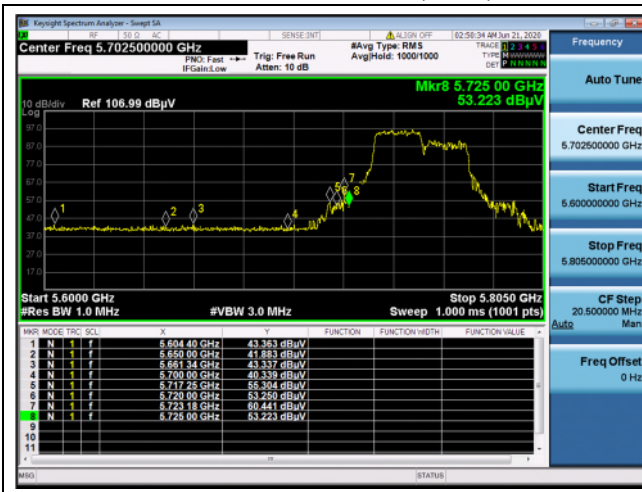 Keysight Spectrum Analyzer - Swept SA
RF 50 Ω AC SENSE:INT ALIGN OFF 02:50:34 AM Jun 21, 2020
Center Freq 5.702500000 GHz
PNO: Fast
IFGain:Low
Trig: Free Run
Atten: 10 dB
#Avg Type: RMS
Avg|Hold: 1000/1000
TRACE 1 2 3 4 5 6
TYPE M WWWWW
DET P N N N N N
Mkr8 5.725 00 GHz
53.223 dBµV
10 dB/div Ref 106.99 dBµV
Log
97.0
87.0
77.0
67.0
57.0
47.0
37.0
27.0
17.0
1
2
3
4
5
6
7
8
Start 5.6000 GHz Stop 5.8050 GHz
#Res BW 1.0 MHz #VBW 3.0 MHz Sweep 1.000 ms (1001 pts)
MKR MODE TRC SCL X Y FUNCTION FUNCTION WIDTH FUNCTION VALUE
1 N 1 f 5.604 40 GHz 43.363 dBµV
2 N 1 f 5.650 00 GHz 41.883 dBµV
3 N 1 f 5.661 34 GHz 43.337 dBµV
4 N 1 f 5.700 00 GHz 40.339 dBµV
5 N 1 f 5.717 25 GHz 55.304 dBµV
6 N 1 f 5.720 00 GHz 53.250 dBµV
7 N 1 f 5.723 18 GHz 60.441 dBµV
8 N 1 f 5.725 00 GHz 53.223 dBµV
9
10
11
MSG STATUS
Frequency
Auto Tune
Center Freq
5.702500000 GHz
Start Freq
5.600000000 GHz
Stop Freq
5.805000000 GHz
CF Step
20.500000 MHz
Auto Man
Freq Offset
0 Hz